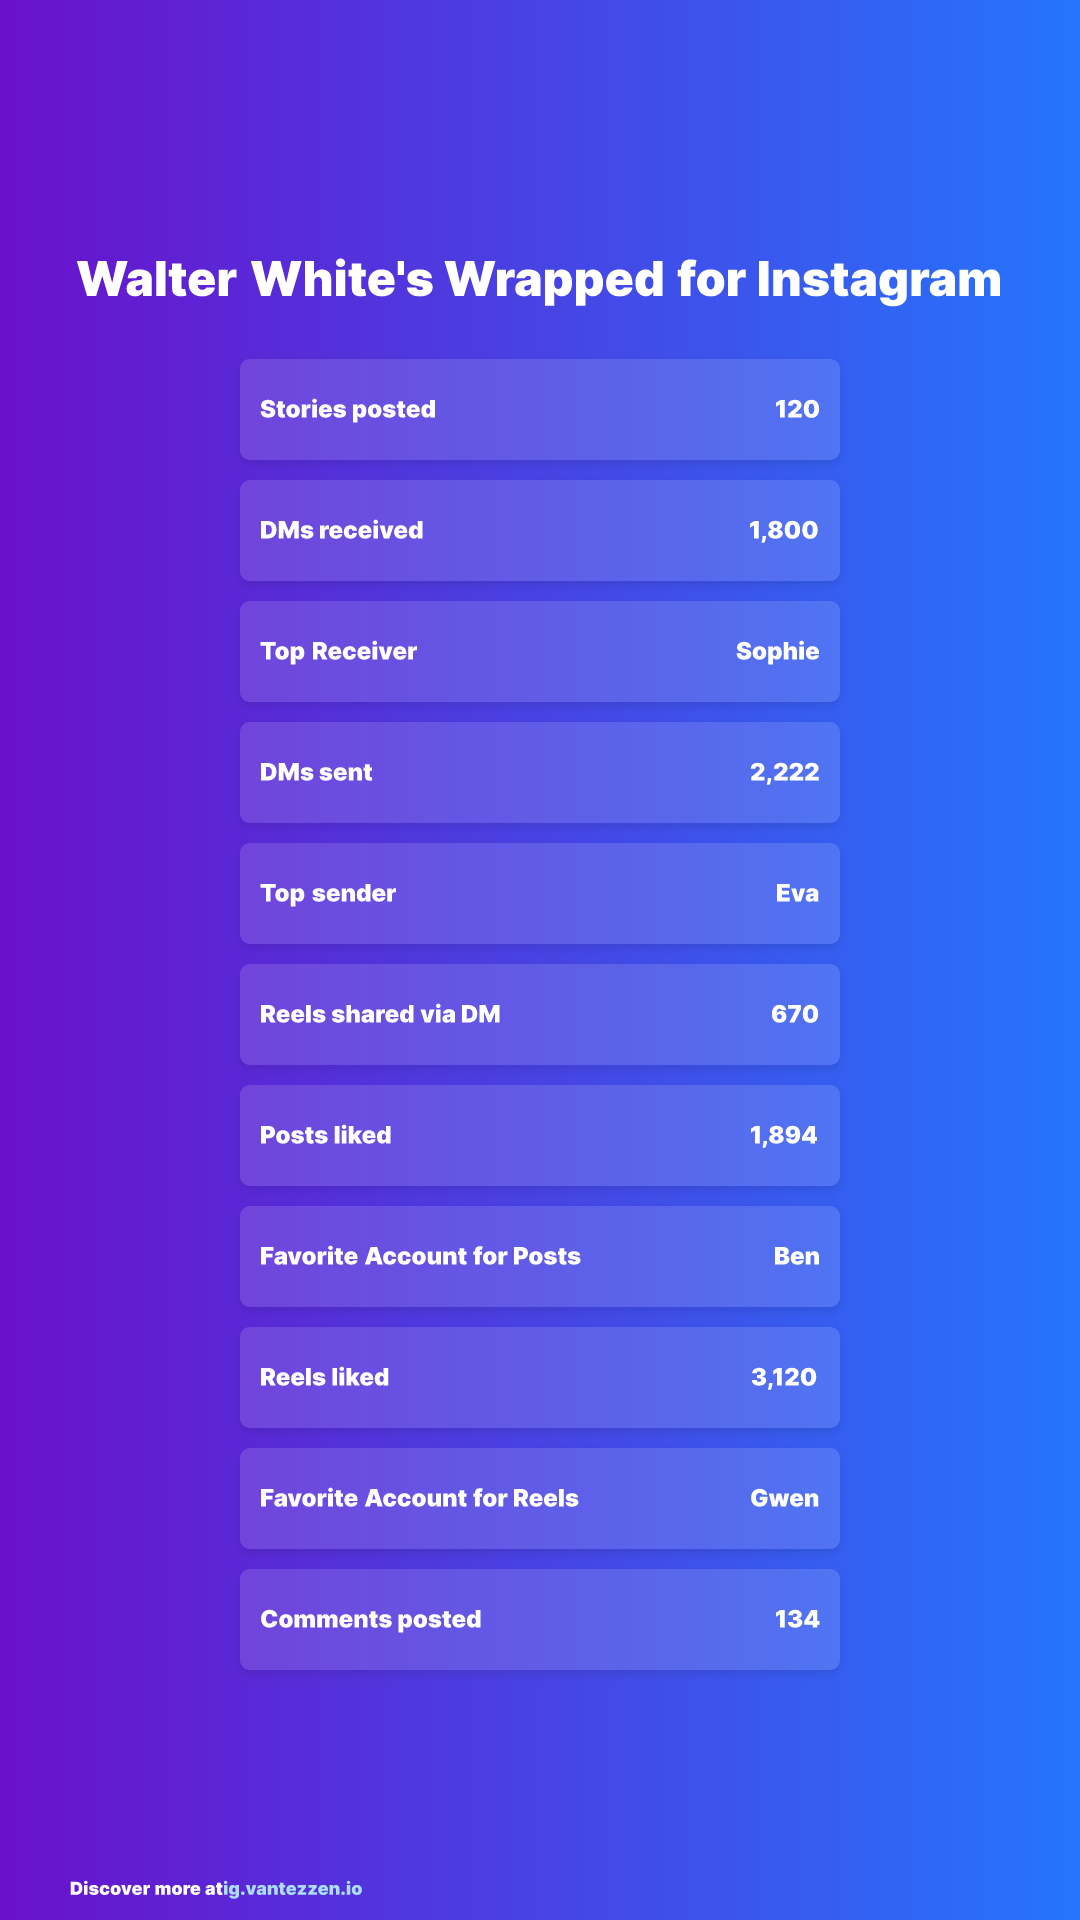 Walter White's Wrapped for Instagram
Stories posted 120
DMs received 1,800
Top Receiver Sophie
DMs sent 2,222
Top sender Eva
Reels shared via DM 670
Posts liked 1,894
Favorite Account for Posts Ben
Reels liked 3,120
Favorite Account for Reels Gwen
Comments posted 134
Discover more atig.vantezzen.io